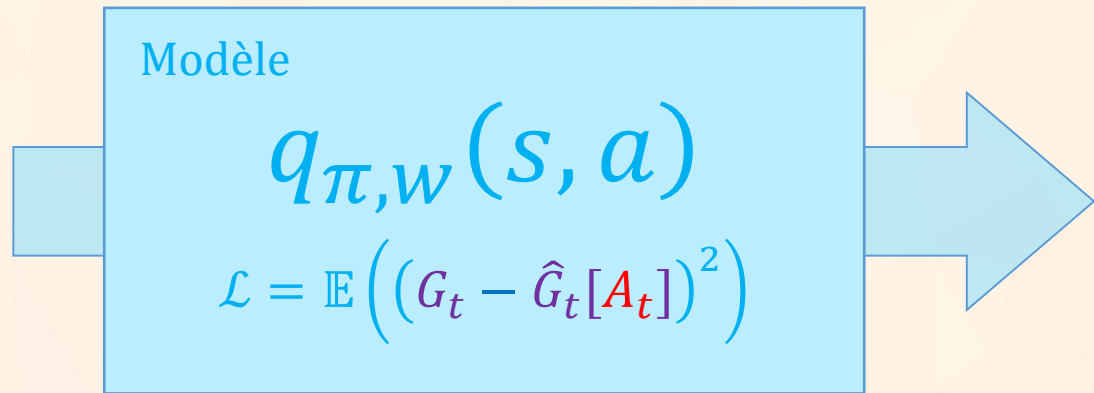 Modèle
q_{π,w}(s, a)
ℒ = 𝔼((G_t − Ĝ_t[A_t])²)